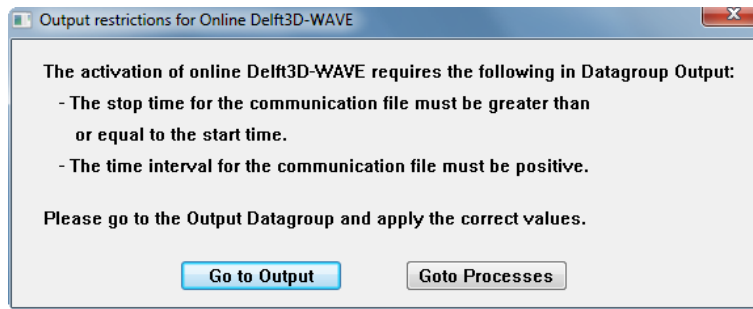 Output restrictions for Online Delft3D-WAVE
The activation of online Delft3D-WAVE requires the following in Datagroup Output:
- The stop time for the communication file must be greater than
or equal to the start time.
- The time interval for the communication file must be positive.
Please go to the Output Datagroup and apply the correct values.
Go to Output
Goto Processes